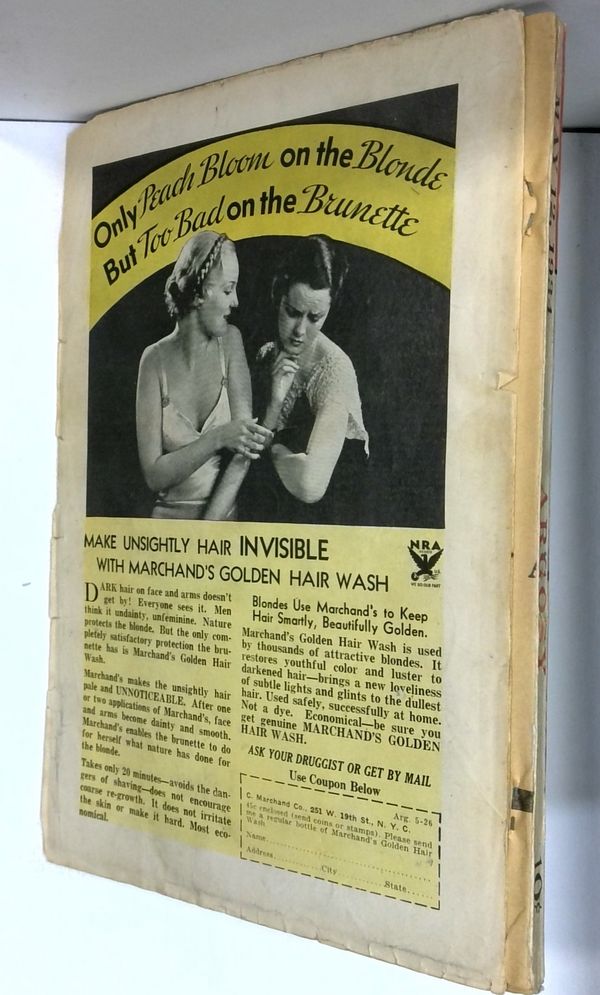 Only Peach Bloom on the Blonde
But Too Bad on the Brunette
MAKE UNSIGHTLY HAIR INVISIBLE
WITH MARCHAND'S GOLDEN HAIR WASH
NRA
U.S.
WE DO OUR PART
DARK hair on face and arms doesn't
get by! Everyone sees it. Men
think it undainty, unfeminine. Nature
protects the blonde. But the only com-
pletely satisfactory protection the bru-
nette has is Marchand's Golden Hair
Wash.
Marchand's makes the unsightly hair
pale and UNNOTICEABLE. After one
or two applications of Marchand's, face
and arms become dainty and smooth.
Marchand's enables the brunette to do
for herself what nature has done for
the blonde.
Takes only 20 minutes—avoids the dan-
gers of shaving—does not encourage
coarse re-growth. It does not irritate
the skin or make it hard. Most eco-
nomical.
Blondes Use Marchand's to Keep
Hair Smartly, Beautifully Golden.
Marchand's Golden Hair Wash is used
by thousands of attractive blondes. It
restores youthful color and luster to
darkened hair—brings a new loveliness
of subtle lights and glints to the dullest
hair. Used safely, successfully at home.
Not a dye. Economical—be sure you
get genuine MARCHAND'S GOLDEN
HAIR WASH.
ASK YOUR DRUGGIST OR GET BY MAIL
Use Coupon Below
Arg. 5-26
C. Marchand Co., 251 W. 19th St., N. Y. C.
45c enclosed (send coins or stamps). Please send
me a regular bottle of Marchand's Golden Hair
Wash
Name
Address
City State
ARGOSY
10¢